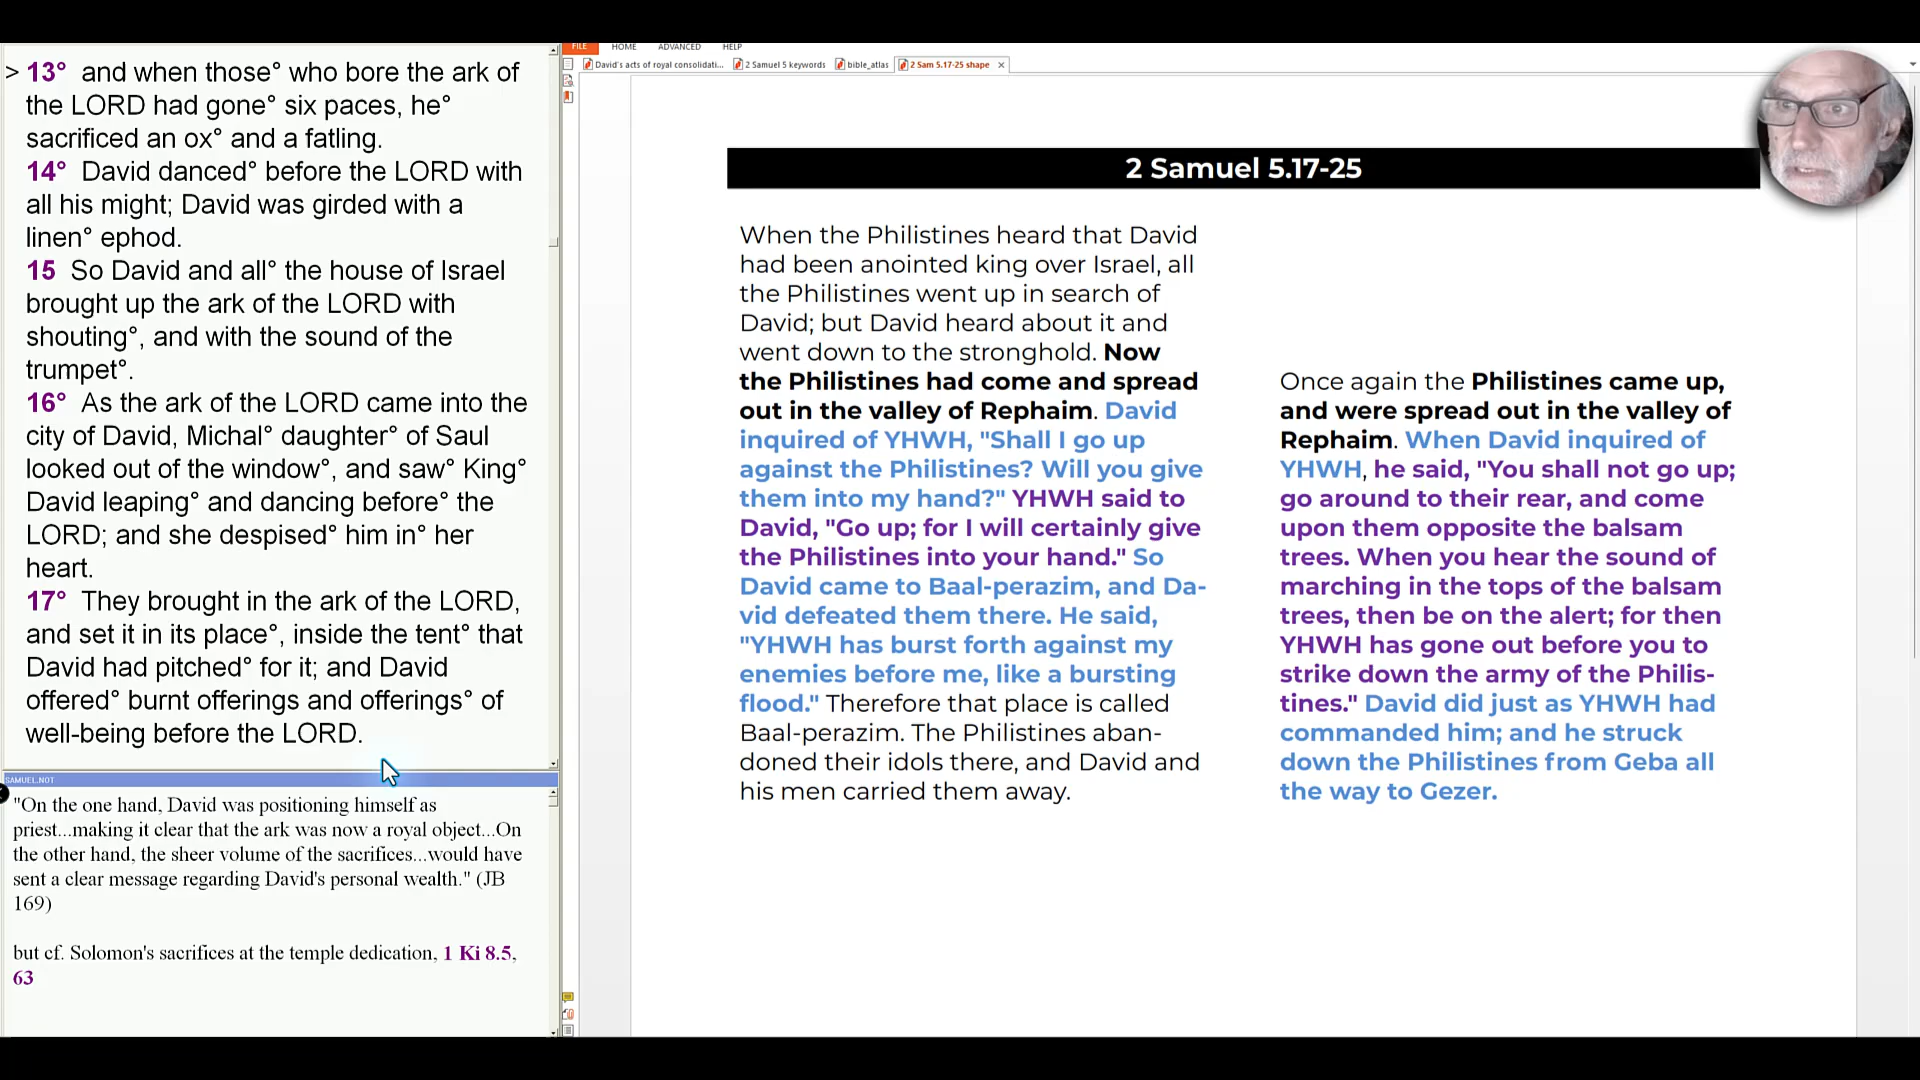 > 13° and when those° who bore the ark of
the LORD had gone° six paces, he°
sacrificed an ox° and a fatling.
14° David danced° before the LORD with
all his might; David was girded with a
linen° ephod.
15 So David and all° the house of Israel
brought up the ark of the LORD with
shouting°, and with the sound of the
trumpet°.
16° As the ark of the LORD came into the
city of David, Michal° daughter° of Saul
looked out of the window°, and saw° King°
David leaping° and dancing before° the
LORD; and she despised° him in° her
heart.
17° They brought in the ark of the LORD,
and set it in its place°, inside the tent° that
David had pitched° for it; and David
offered° burnt offerings and offerings° of
well-being before the LORD.
SAMUEL.NOT
"On the one hand, David was positioning himself as
priest...making it clear that the ark was now a royal object...On
the other hand, the sheer volume of the sacrifices...would have
sent a clear message regarding David's personal wealth." (JB
169)
but cf. Solomon's sacrifices at the temple dedication, 1 Ki 8.5,
63
FILE HOME ADVANCED HELP
David's acts of royal consolidati... 2 Samuel 5 keywords bible_atlas 2 Sam 5.17-25 shape
2 Samuel 5.17-25
When the Philistines heard that David
had been anointed king over Israel, all
the Philistines went up in search of
David; but David heard about it and
went down to the stronghold. Now
the Philistines had come and spread
out in the valley of Rephaim. David
inquired of YHWH, "Shall I go up
against the Philistines? Will you give
them into my hand?" YHWH said to
David, "Go up; for I will certainly give
the Philistines into your hand." So
David came to Baal-perazim, and Da-
vid defeated them there. He said,
"YHWH has burst forth against my
enemies before me, like a bursting
flood." Therefore that place is called
Baal-perazim. The Philistines aban-
doned their idols there, and David and
his men carried them away.
Once again the Philistines came up,
and were spread out in the valley of
Rephaim. When David inquired of
YHWH, he said, "You shall not go up;
go around to their rear, and come
upon them opposite the balsam
trees. When you hear the sound of
marching in the tops of the balsam
trees, then be on the alert; for then
YHWH has gone out before you to
strike down the army of the Philis-
tines." David did just as YHWH had
commanded him; and he struck
down the Philistines from Geba all
the way to Gezer.